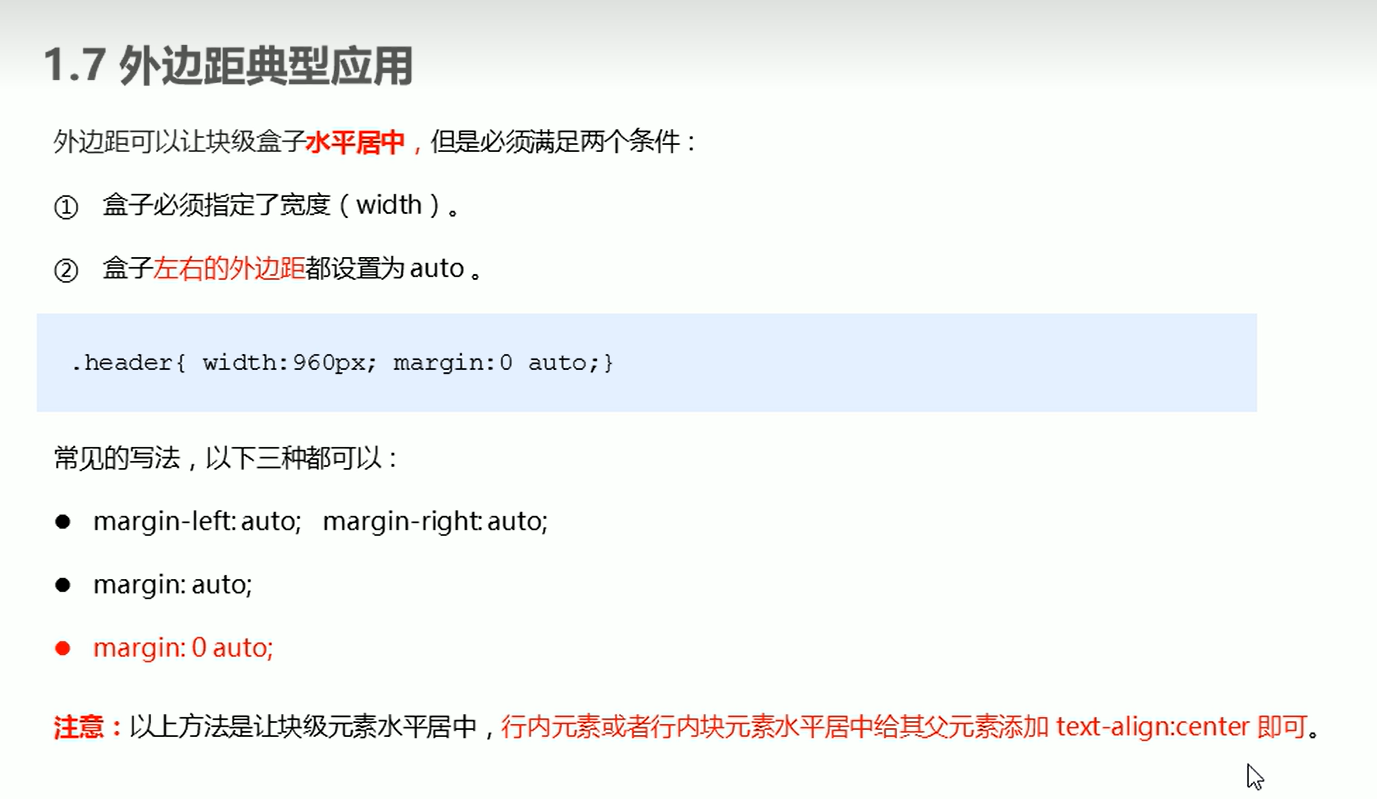 1.7 外边距典型应用
外边距可以让块级盒子水平居中，但是必须满足两个条件：
① 盒子必须指定了宽度（width）。
② 盒子左右的外边距都设置为 auto 。
.header{ width:960px; margin:0 auto;}
常见的写法，以下三种都可以：
● margin-left: auto; margin-right: auto;
● margin: auto;
● margin: 0 auto;
注意：以上方法是让块级元素水平居中，行内元素或者行内块元素水平居中给其父元素添加 text-align:center 即可。